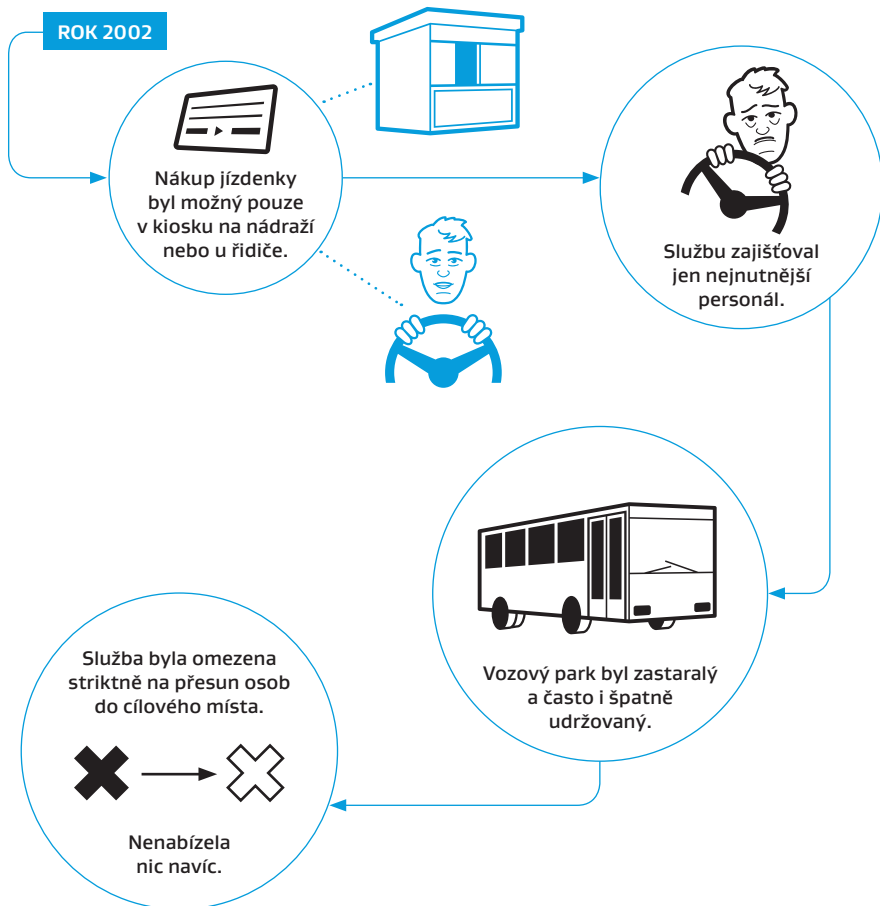 ROK 2002
Nákup jízdenky
byl možný pouze
v kiosku na nádraží
nebo u řidiče.
Službu zajišťoval
jen nejnutnější
personál.
Vozový park byl zastaralý
a často i špatně
udržovaný.
Služba byla omezena
striktně na přesun osob
do cílového místa.
Nenabízela
nic navíc.